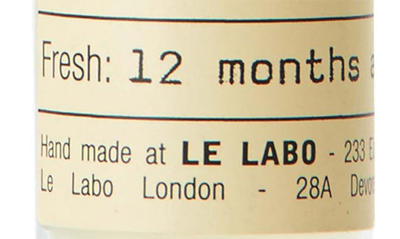 Fresh: 12 months
Hand made at LE LABO - 233
Le Labo London - 28A